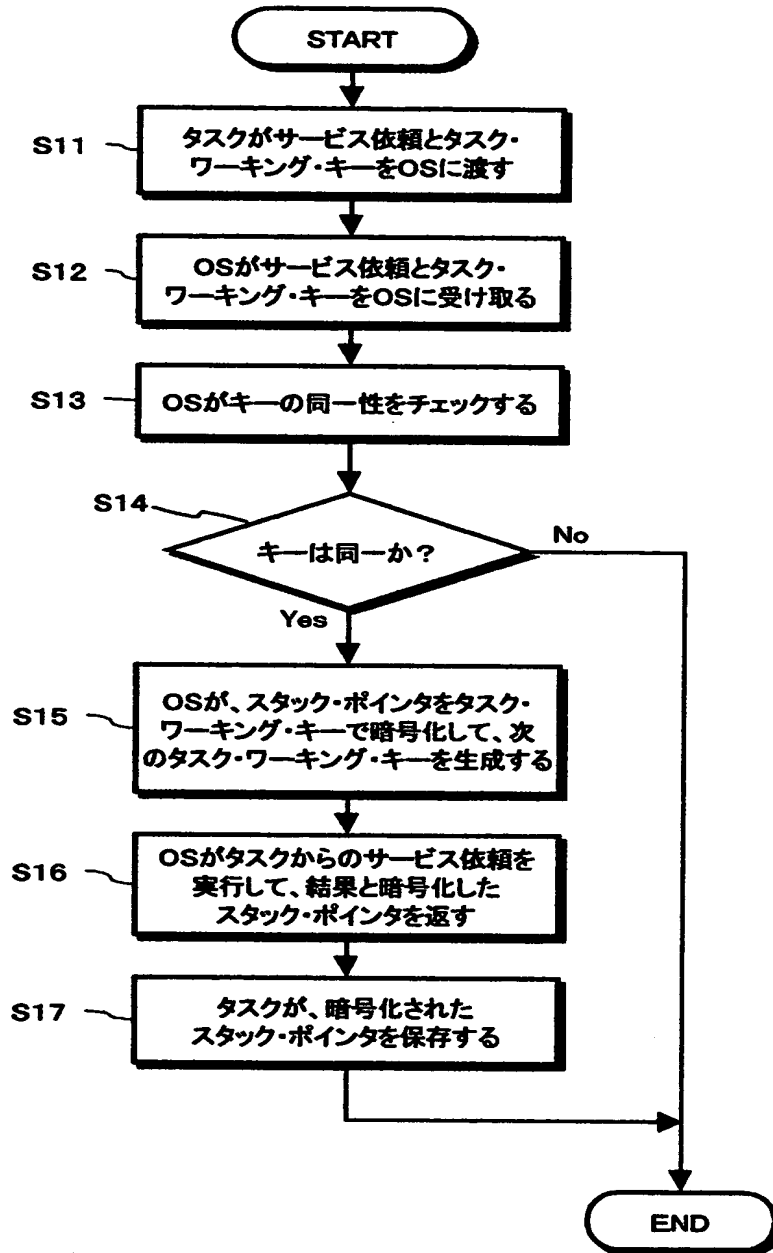 START
S11
タスクがサービス依頼とタスク・
ワーキング・キーをOSに渡す
S12
OSがサービス依頼とタスク・
ワーキング・キーをOSに受け取る
S13
OSがキーの同一性をチェックする
S14
キーは同一か？
No
Yes
S15
OSが、スタック・ポインタをタスク・
ワーキング・キーで暗号化して、次
のタスク・ワーキング・キーを生成する
S16
OSがタスクからのサービス依頼を
実行して、結果と暗号化した
スタック・ポインタを返す
S17
タスクが、暗号化された
スタック・ポインタを保存する
END